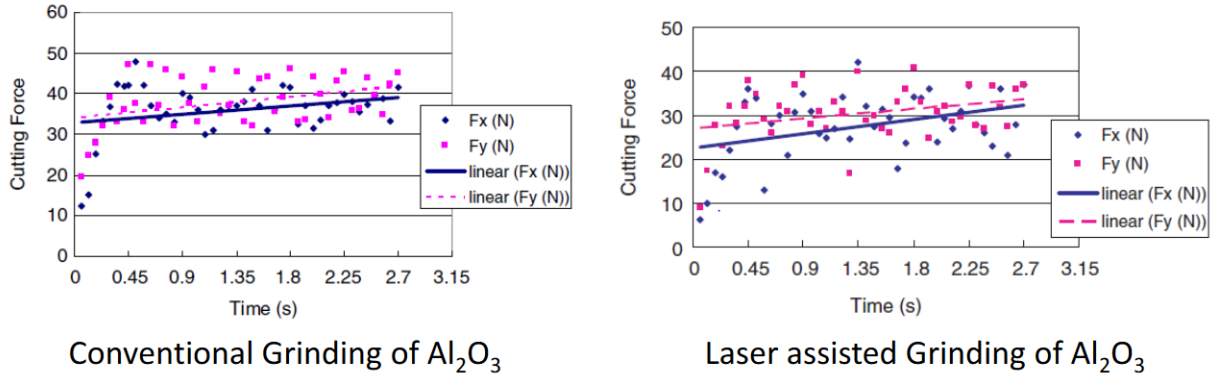 60
50
40
30
20
10
0
0 0.45 0.9 1.35 1.8 2.25 2.7 3.15
Cutting Force
Time (s)
Fx (N)
Fy (N)
linear (Fx (N))
linear (Fy (N))
Conventional Grinding of Al₂O₃
50
40
30
20
10
0
0 0.45 0.9 1.35 1.8 2.25 2.7 3.15
Cutting Force
Time (s)
Fx (N)
Fy (N)
linear (Fx (N))
linear (Fy (N))
Laser assisted Grinding of Al₂O₃